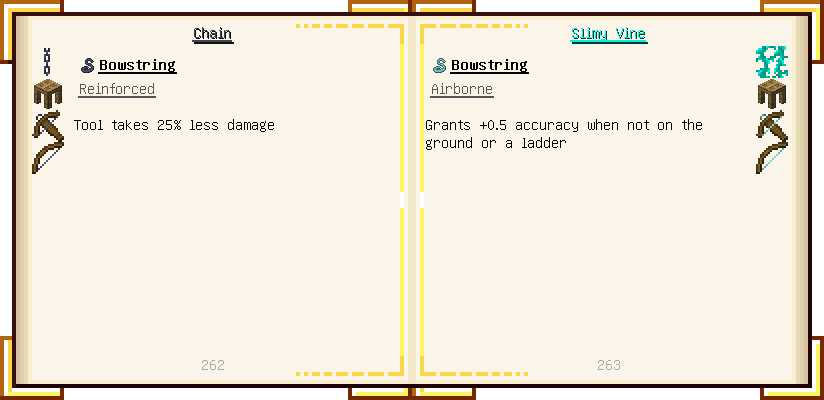 Chain
Bowstring
Reinforced
Tool takes 25% less damage
262
Slimy Vine
Bowstring
Airborne
Grants +0.5 accuracy when not on the
ground or a ladder
263